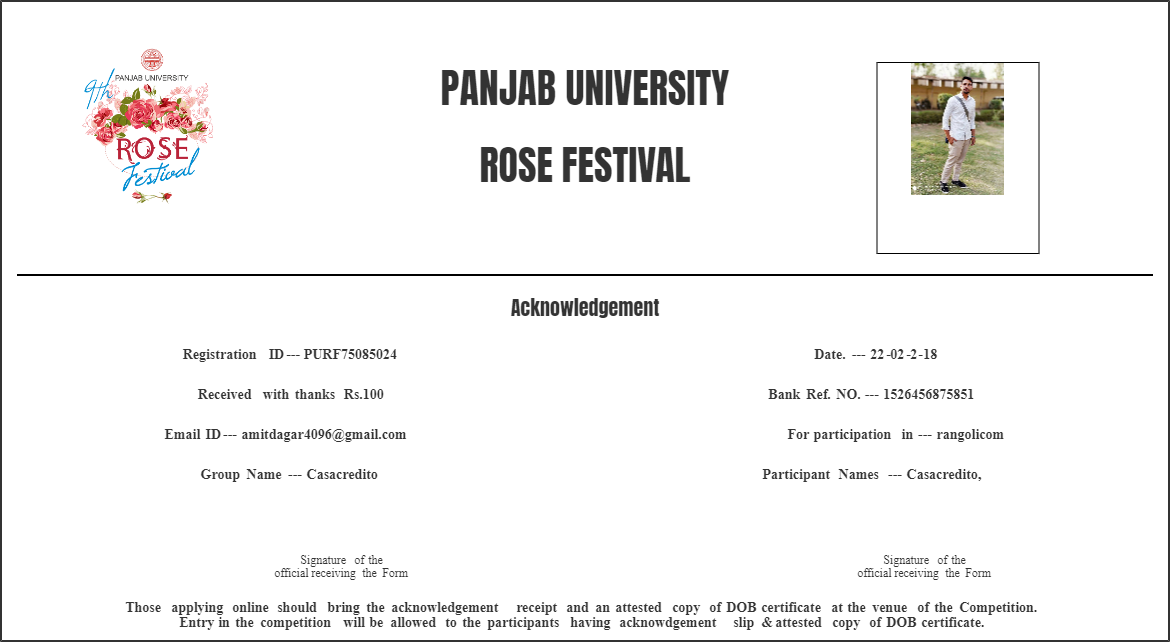 9th
PANJAB UNIVERSITY
ROSE
Festival
PANJAB UNIVERSITY
ROSE FESTIVAL
Acknowledgement
Registration ID --- PURF75085024
Date. --- 22-02-2-18
Received with thanks Rs.100
Bank Ref. NO. --- 1526456875851
Email ID --- amitdagar4096@gmail.com
For participation in --- rangolicom
Group Name --- Casacredito
Participant Names --- Casacredito,
Signature of the
official receiving the Form
Signature of the
official receiving the Form
Those applying online should bring the acknowledgement receipt and an attested copy of DOB certificate at the venue of the Competition.
Entry in the competition will be allowed to the participants having acknowdgement slip & attested copy of DOB certificate.